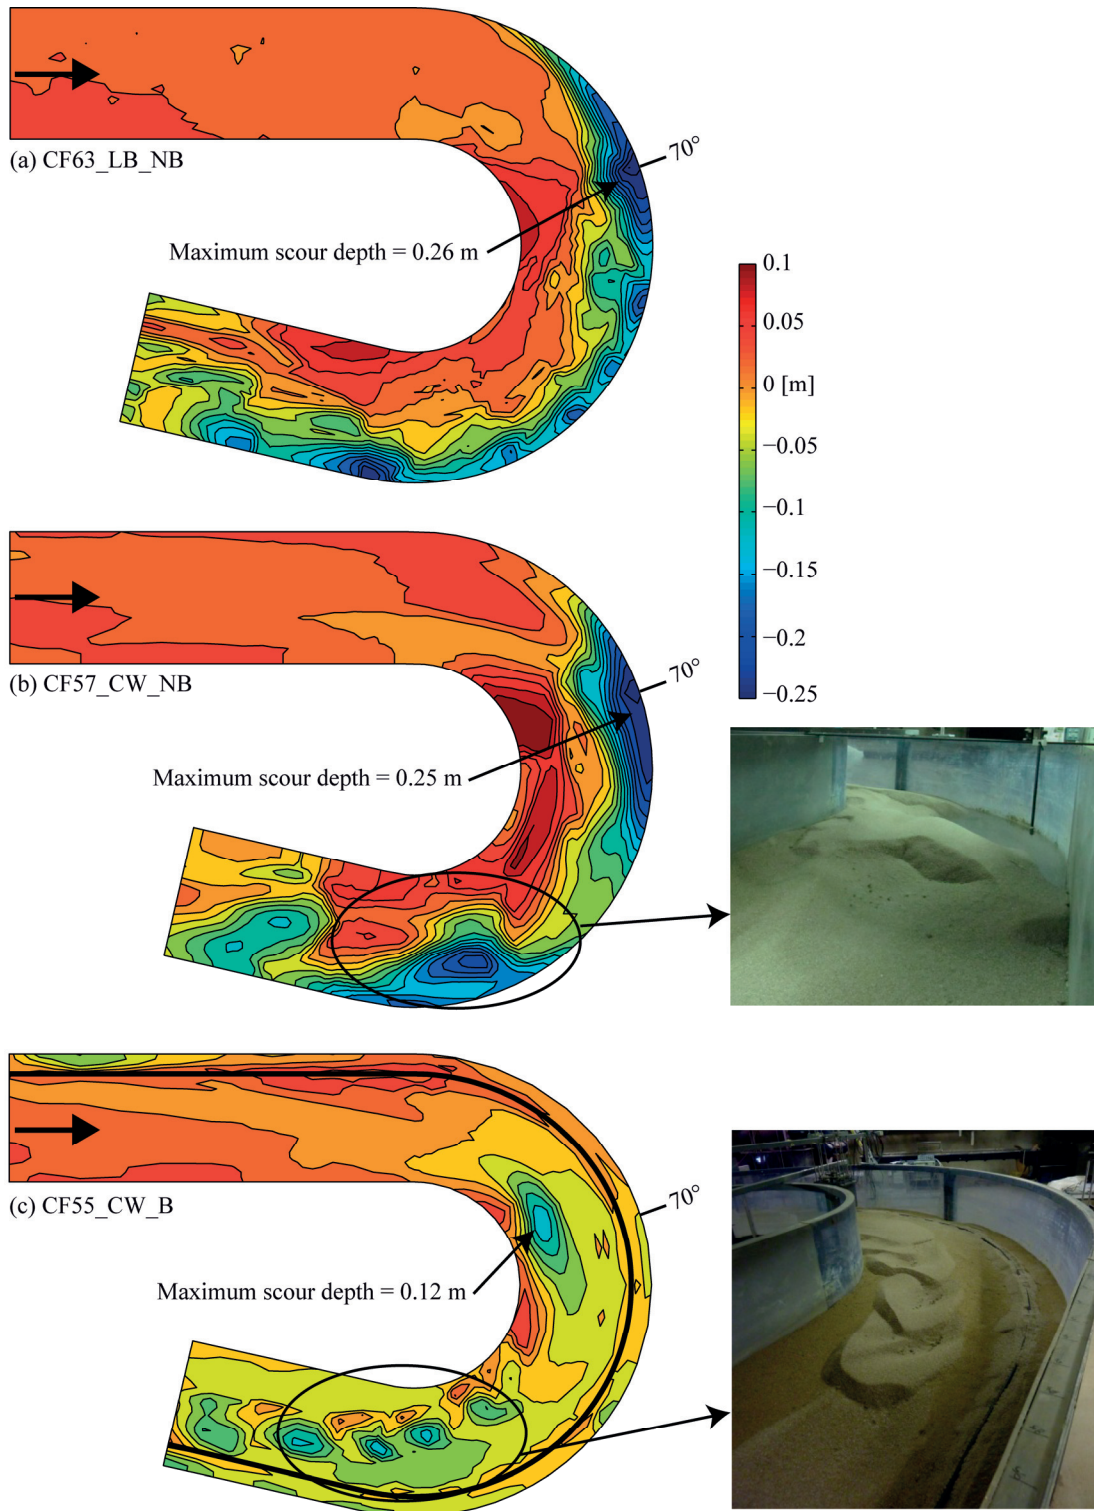 70°
(a) CF63_LB_NB
Maximum scour depth = 0.26 m
0.1
0.05
0 [m]
−0.05
−0.1
−0.15
−0.2
−0.25
70°
(b) CF57_CW_NB
Maximum scour depth = 0.25 m
70°
(c) CF55_CW_B
Maximum scour depth = 0.12 m